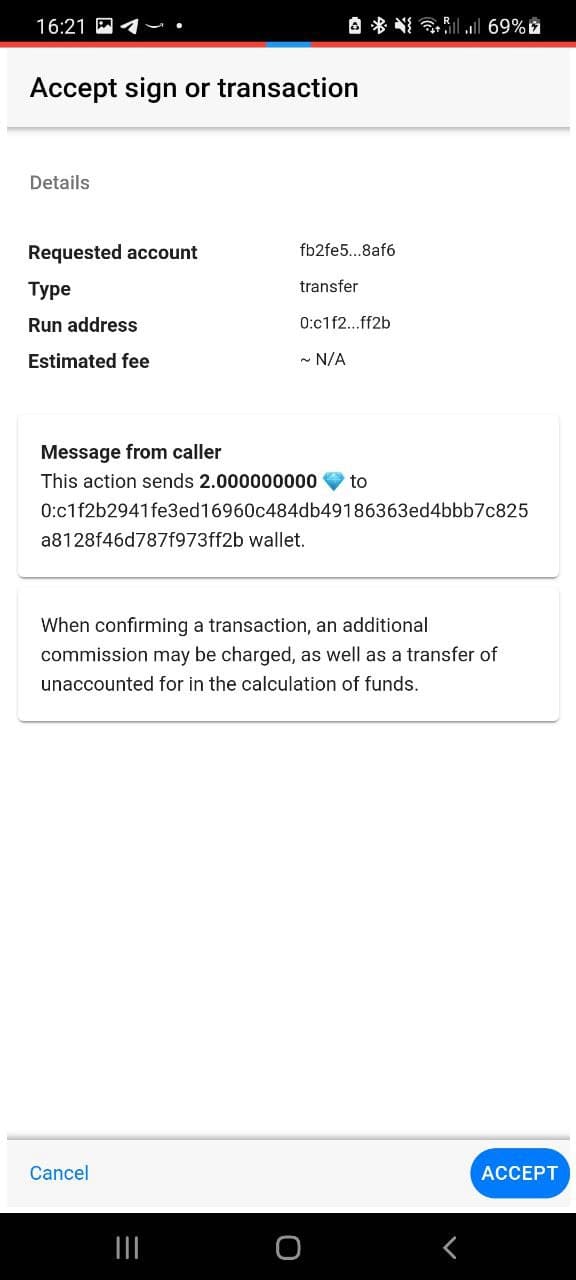 16:21 69%
Accept sign or transaction
Details
Requested account fb2fe5...8af6
Type transfer
Run address 0:c1f2...ff2b
Estimated fee ~ N/A
Message from caller
This action sends 2.000000000 💎 to
0:c1f2b2941fe3ed16960c484db49186363ed4bbb7c825
a8128f46d787f973ff2b wallet.
When confirming a transaction, an additional
commission may be charged, as well as a transfer of
unaccounted for in the calculation of funds.
Cancel ACCEPT